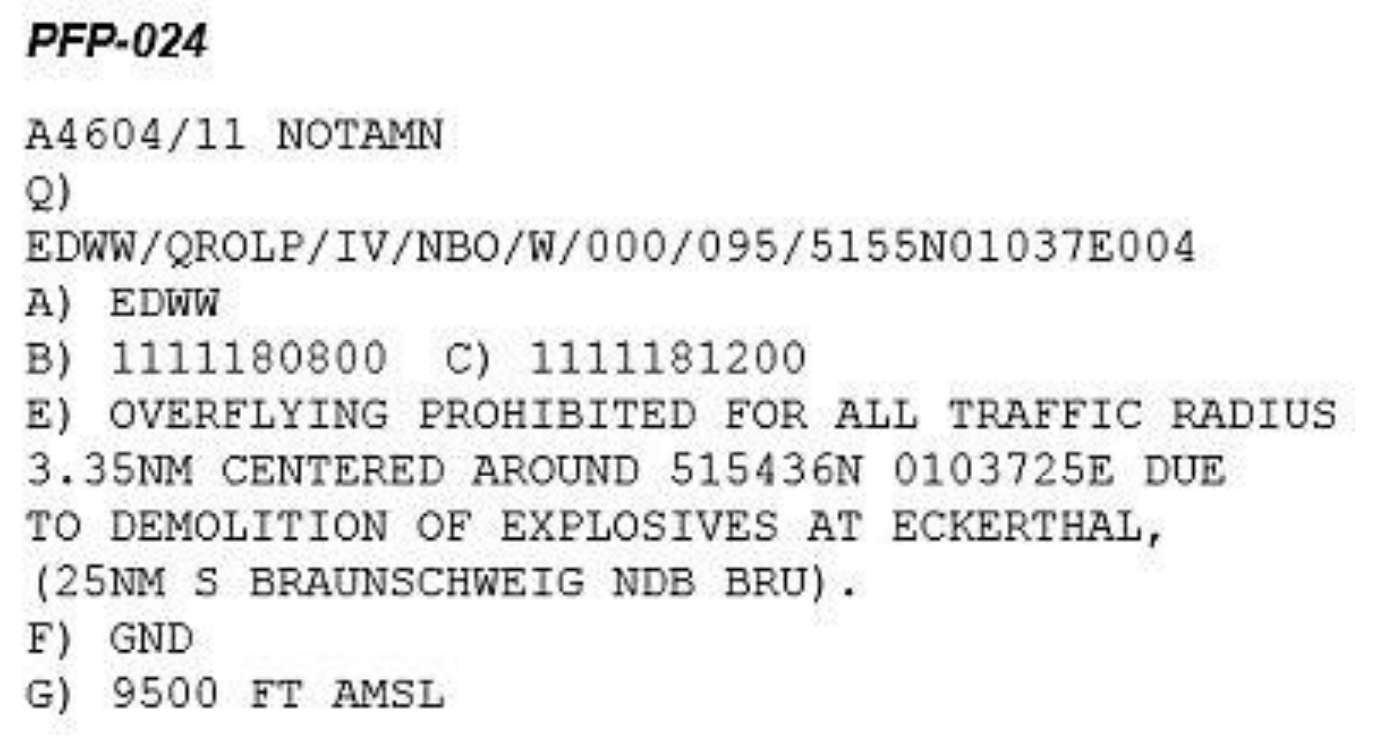 PFP-024
A4604/11 NOTAMN
Q)
EDWW/QROLP/IV/NBO/W/000/095/5155N01037E004
A) EDWW
B) 1111180800 C) 1111181200
E) OVERFLYING PROHIBITED FOR ALL TRAFFIC RADIUS
3.35NM CENTERED AROUND 515436N 0103725E DUE
TO DEMOLITION OF EXPLOSIVES AT ECKERTHAL,
(25NM S BRAUNSCHWEIG NDB BRU).
F) GND
G) 9500 FT AMSL